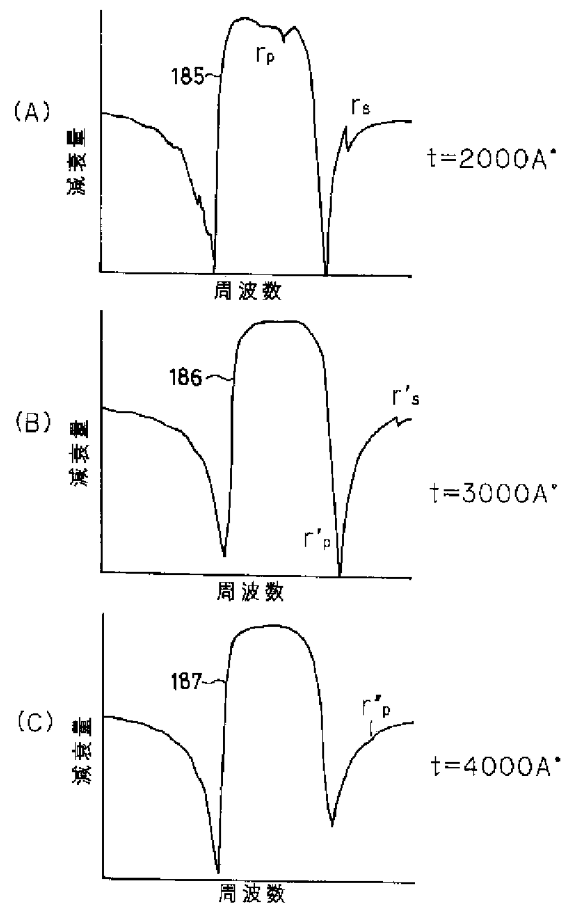 (A)
減衰量
185
rp
rs
t=2000A°
周波数
(B)
減衰量
186
r's
r'p
t=3000A°
周波数
(C)
減衰量
187
r"p
t=4000A°
周波数